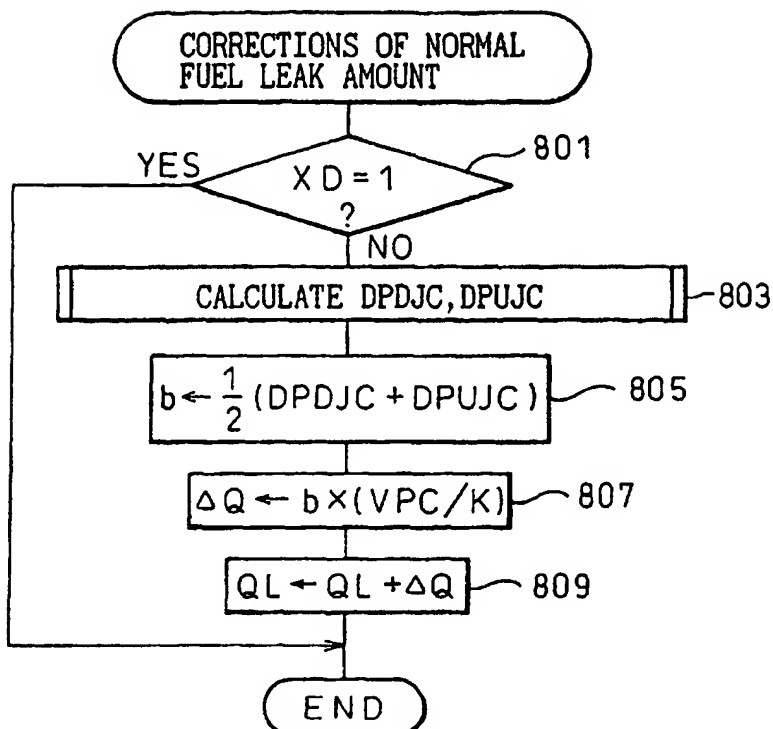 CORRECTIONS OF NORMAL
FUEL LEAK AMOUNT
801
YES
XD=1
?
NO
CALCULATE DPDJC,DPUJC
803
b←1/2(DPDJC+DPUJC)
805
ΔQ←b×(VPC/K)
807
QL←QL+ΔQ
809
END